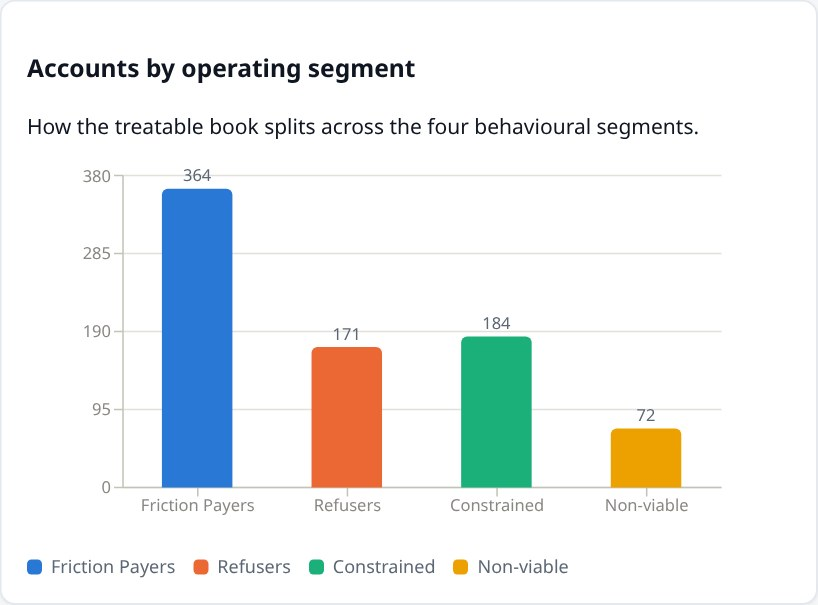 Accounts by operating segment
How the treatable book splits across the four behavioural segments.
380
364
285
190
184
171
95
72
0
Friction Payers Refusers Constrained Non-viable
Friction Payers Refusers Constrained Non-viable